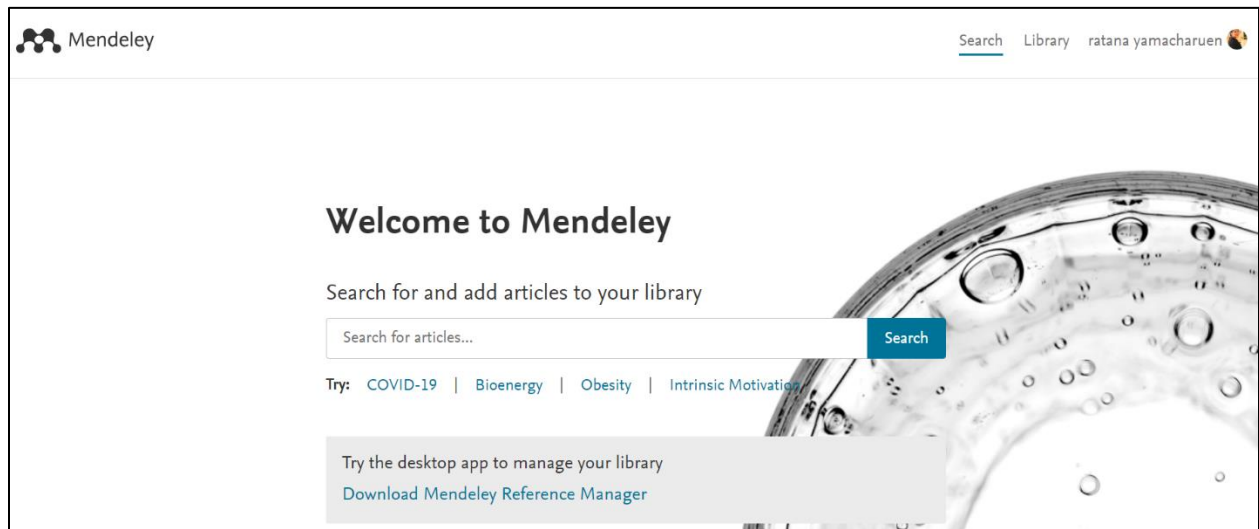 Mendeley
Search Library ratana yamacharuen
Welcome to Mendeley
Search for and add articles to your library
Search for articles... Search
Try: COVID-19 | Bioenergy | Obesity | Intrinsic Motivation
Try the desktop app to manage your library
Download Mendeley Reference Manager